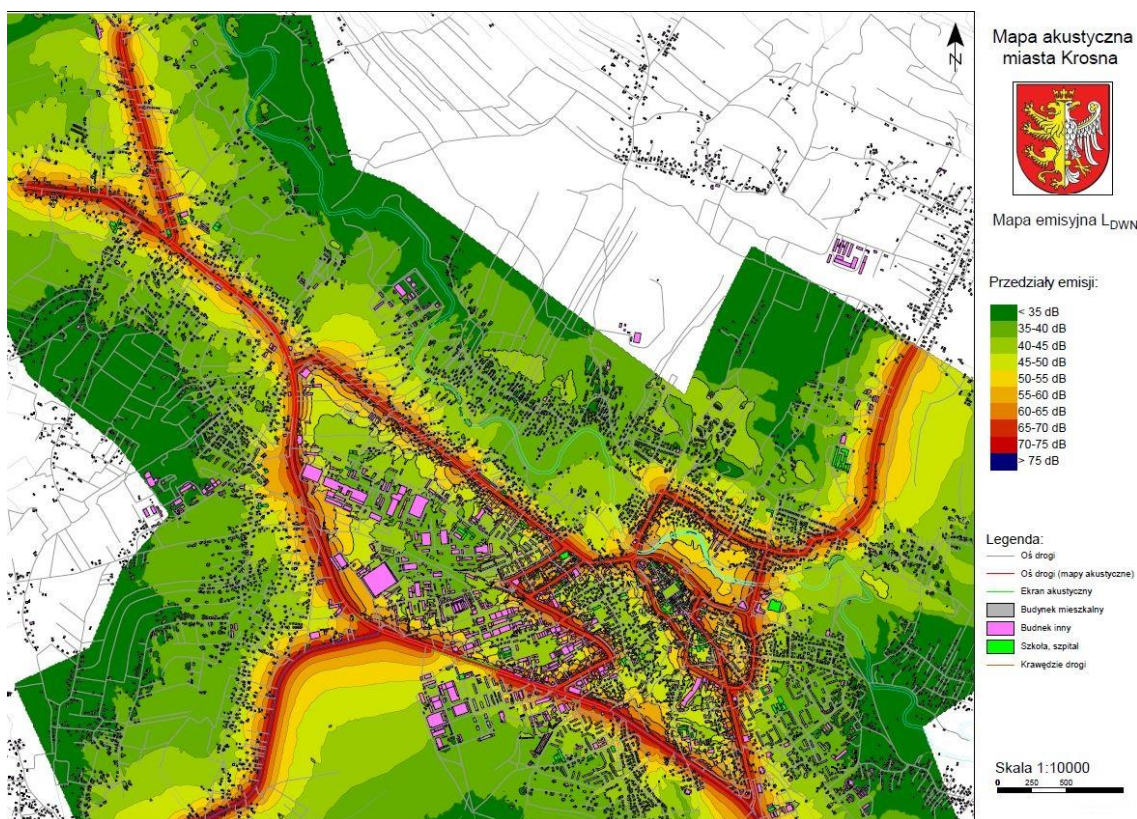 N
Mapa akustyczna
miasta Krosna
Mapa emisyjna LDWN
Przedziały emisji:
< 35 dB
35-40 dB
40-45 dB
45-50 dB
50-55 dB
55-60 dB
60-65 dB
65-70 dB
70-75 dB
> 75 dB
Legenda:
Oś drogi
Oś drogi (mapy akustyczne)
Ekran akustyczny
Budynek mieszkalny
Budnek inny
Szkoła, szpital
Krawędzie drogi
Skala 1:10000
0 250 500